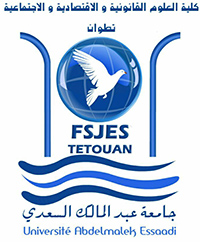 كلية العلوم القانونية و الاقتصادية و الاجتماعية
تطوان
FSJES
TETOUAN
جامعة عبد المالك السعدي
Université Abdelmalek Essaadi